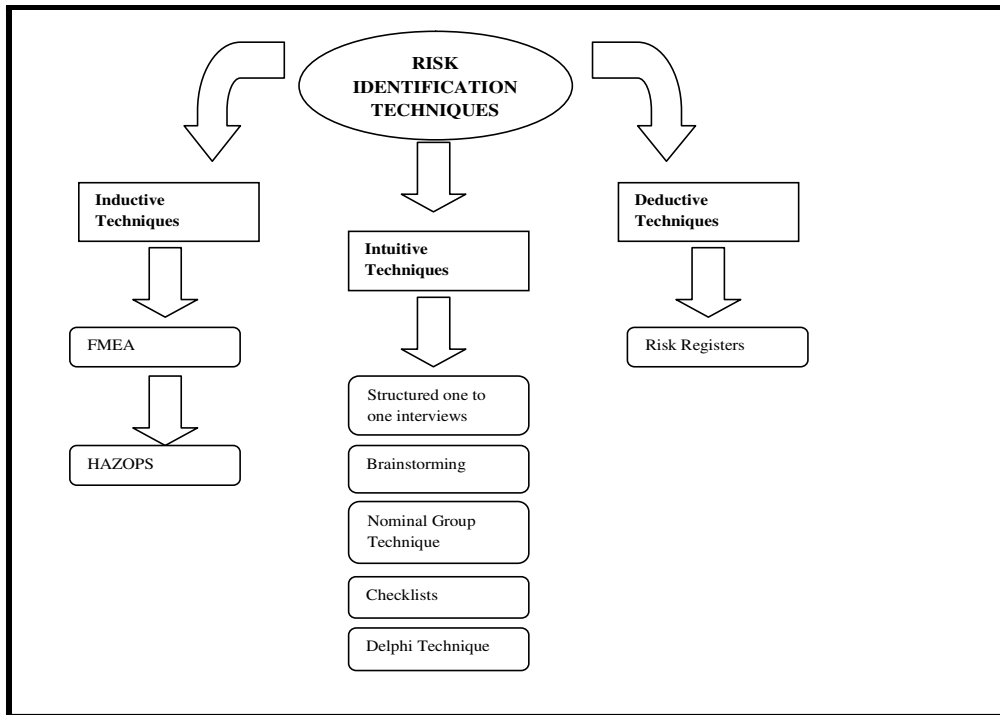 RISK
IDENTIFICATION
TECHNIQUES
Inductive
Techniques
FMEA
HAZOPS
Intuitive
Techniques
Structured one to
one interviews
Brainstorming
Nominal Group
Technique
Checklists
Delphi Technique
Deductive
Techniques
Risk Registers